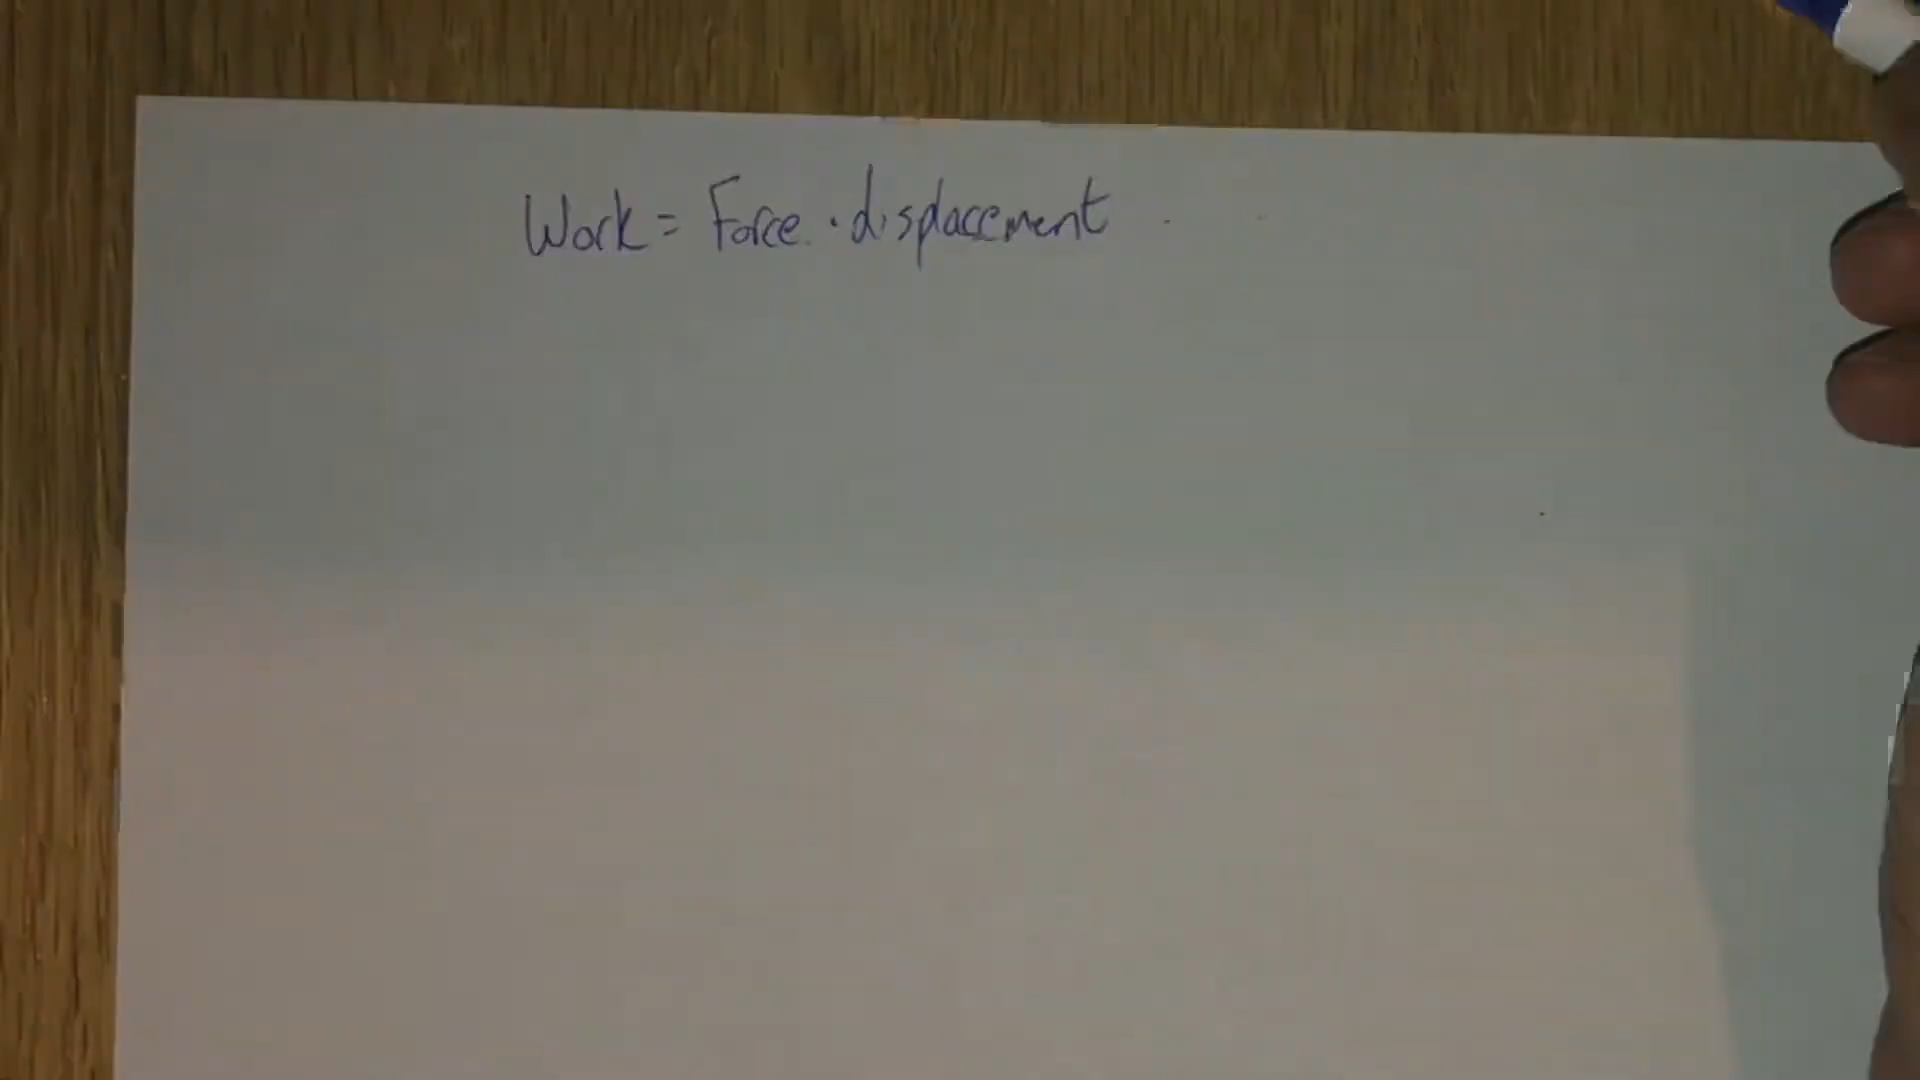 Work = Force · displacement